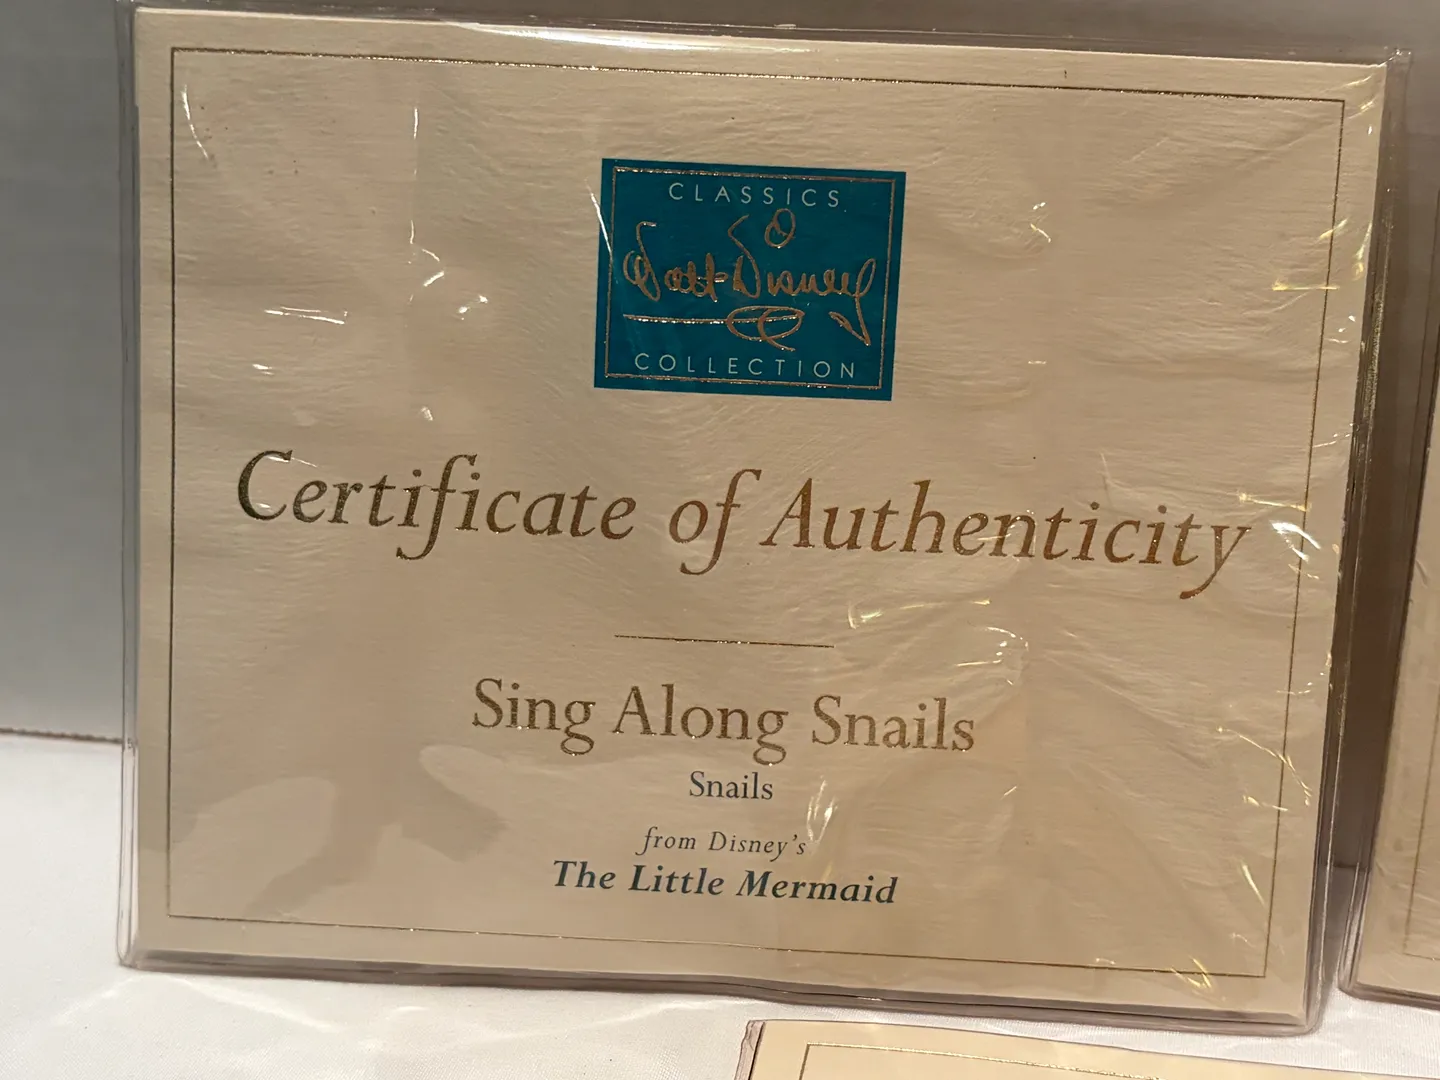 CLASSICS
Walt Disney
COLLECTION
Certificate of Authenticity
Sing Along Snails
Snails
from Disney's
The Little Mermaid